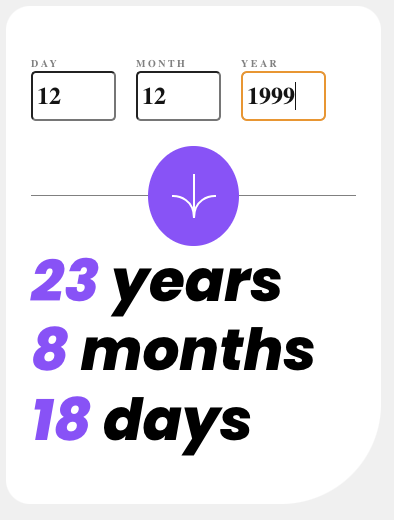 DAY MONTH YEAR
12 12 1999
23 years
8 months
18 days